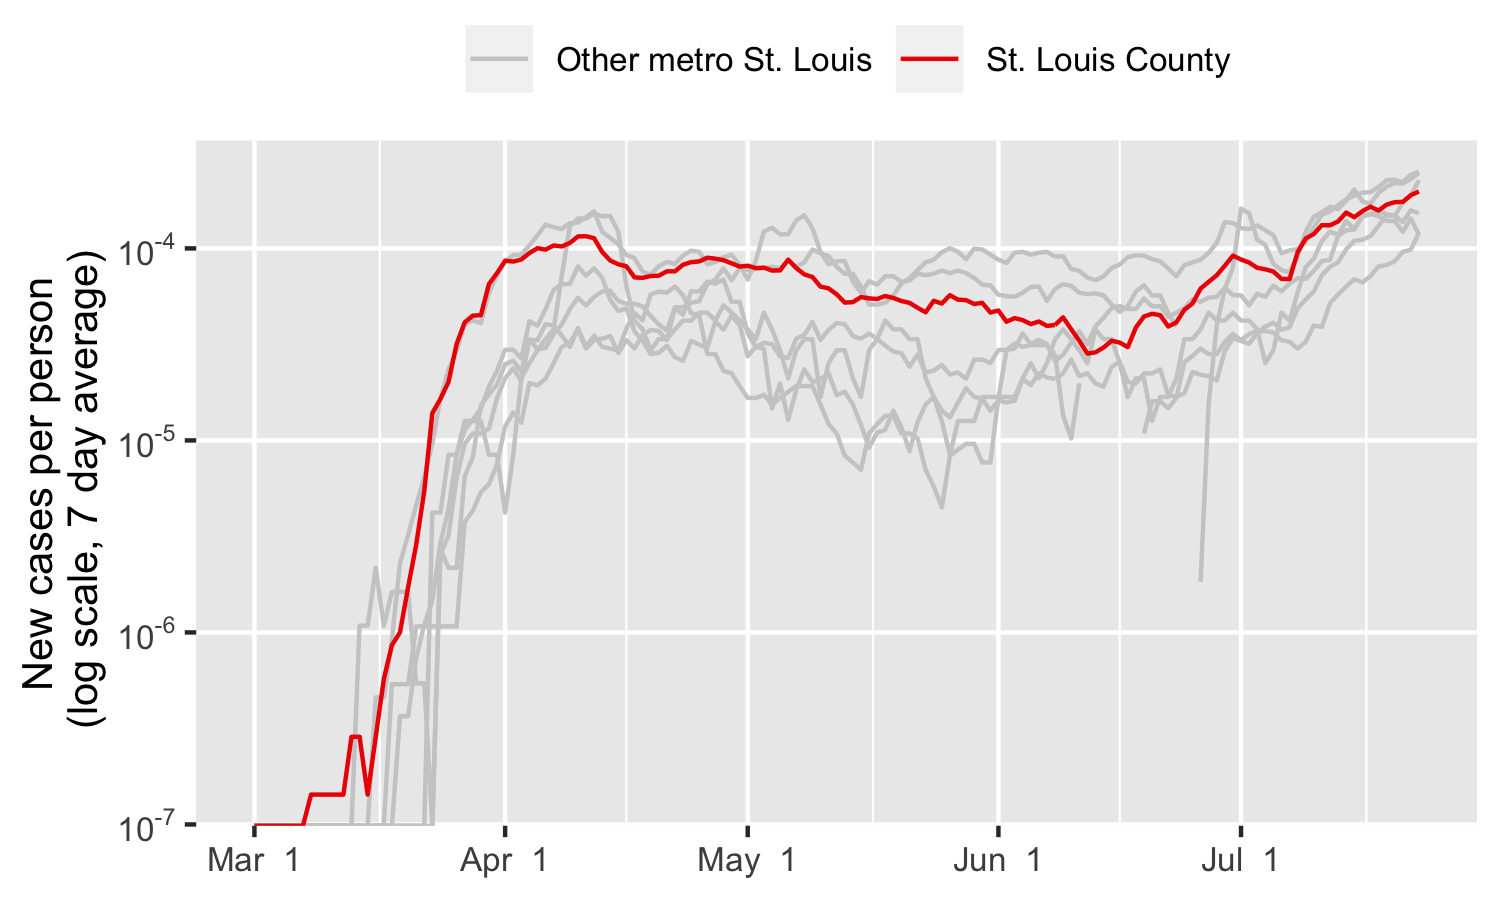 Other metro St. Louis
St. Louis County
New cases per person
(log scale, 7 day average)
10-4
10-5
10-6
10-7
Mar 1
Apr 1
May 1
Jun 1
Jul 1